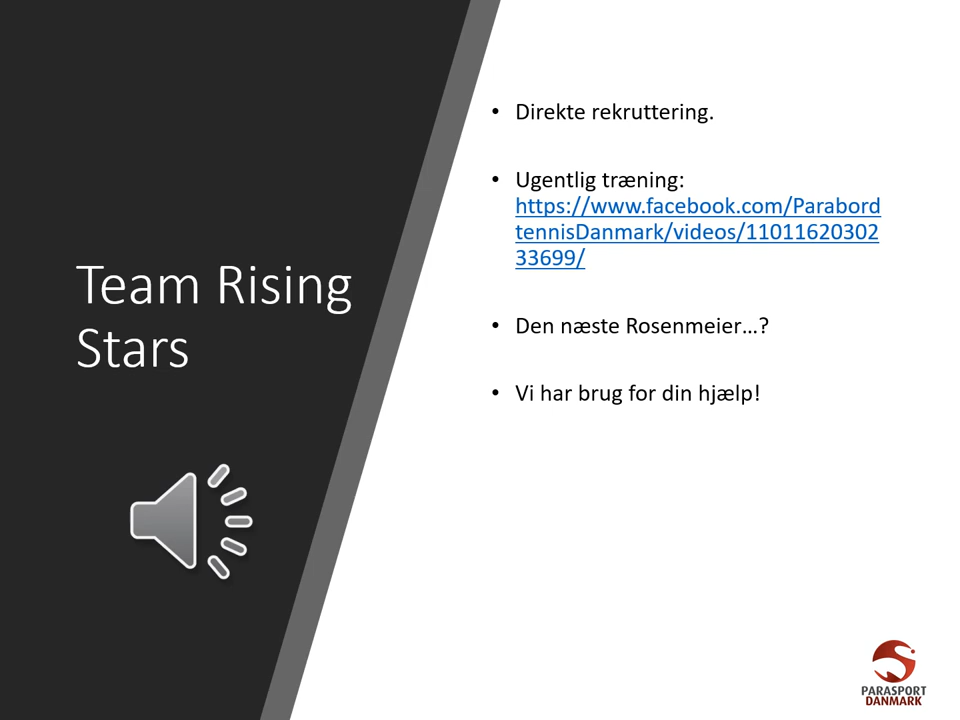 Team Rising
Stars
• Direkte rekruttering.
• Ugentlig træning:
https://www.facebook.com/Parabord
tennisDanmark/videos/11011620302
33699/
• Den næste Rosenmeier…?
• Vi har brug for din hjælp!
PARASPORT
DANMARK